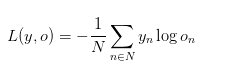 L(y, o) = -\frac{1}{N} \sum_{n \in N} y_n \log o_n